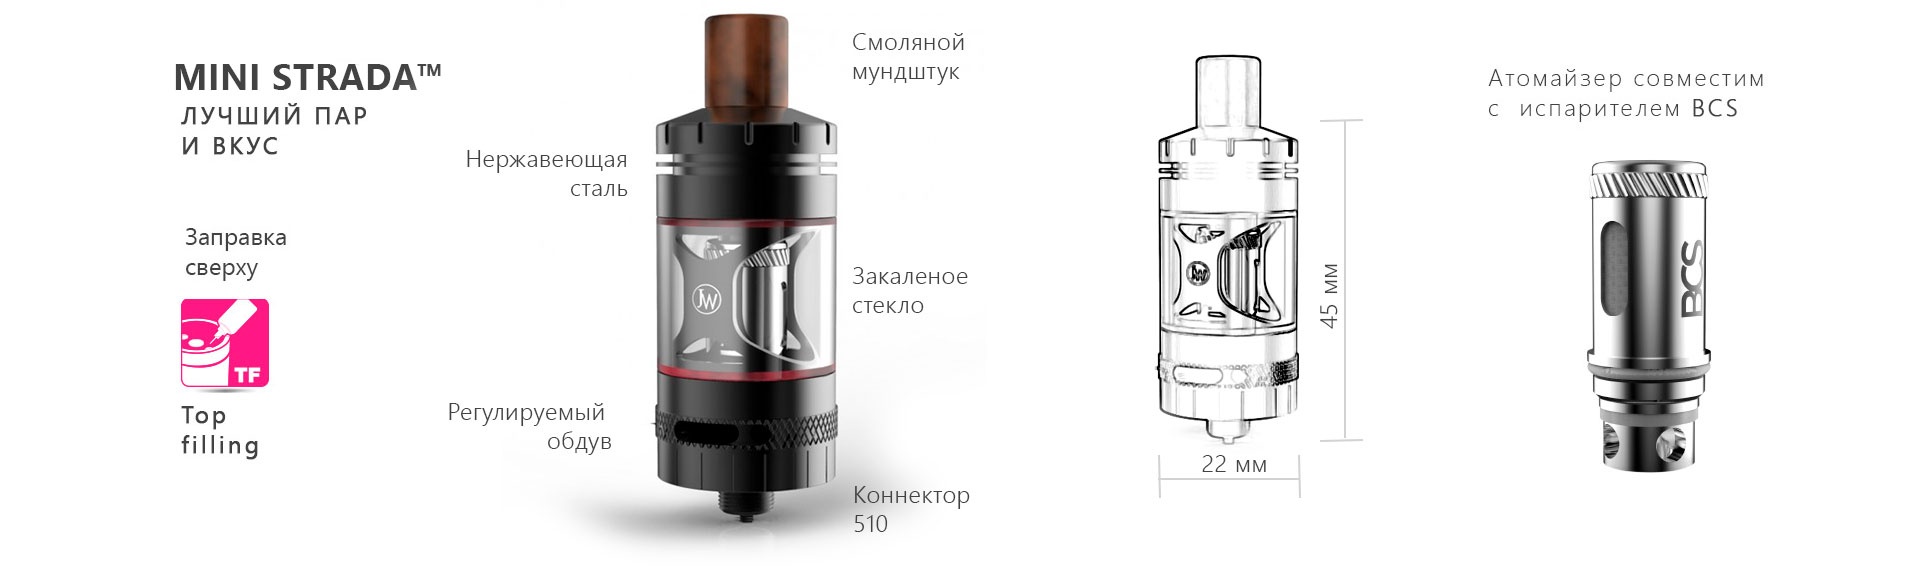 MINI STRADA™
ЛУЧШИЙ ПАР
И ВКУС
Заправка
сверху
TF
Top
filling
Смоляной
мундштук
Нержавеющая
сталь
Закаленое
стекло
JW
Регулируемый
обдув
Коннектор
510
JW
45 мм
22 мм
Атомайзер совместим
с испарителем BCS
BCS